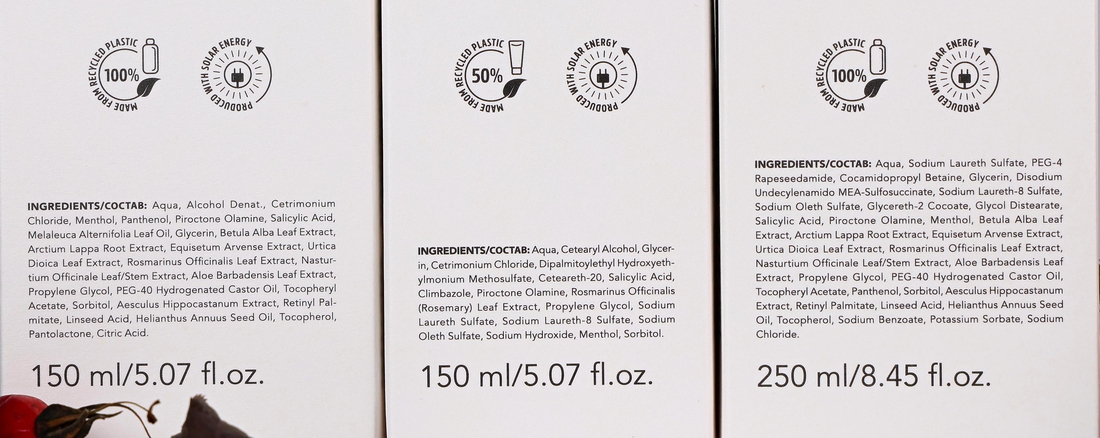 MADE FROM RECYCLED PLASTIC
100%
PRODUCED WITH SOLAR ENERGY
INGREDIENTS/СОСТАВ: Aqua, Alcohol Denat., Cetrimonium
Chloride, Menthol, Panthenol, Piroctone Olamine, Salicylic Acid,
Melaleuca Alternifolia Leaf Oil, Glycerin, Betula Alba Leaf Extract,
Arctium Lappa Root Extract, Equisetum Arvense Extract, Urtica
Dioica Leaf Extract, Rosmarinus Officinalis Leaf Extract, Nastur-
tium Officinale Leaf/Stem Extract, Aloe Barbadensis Leaf Extract,
Propylene Glycol, PEG-40 Hydrogenated Castor Oil, Tocopheryl
Acetate, Sorbitol, Aesculus Hippocastanum Extract, Retinyl Pal-
mitate, Linseed Acid, Helianthus Annuus Seed Oil, Tocopherol,
Pantolactone, Citric Acid.
150 ml/5.07 fl.oz.
MADE FROM RECYCLED PLASTIC
50%
PRODUCED WITH SOLAR ENERGY
INGREDIENTS/СОСТАВ: Aqua, Cetearyl Alcohol, Glycer-
in, Cetrimonium Chloride, Dipalmitoylethyl Hydroxyeth-
ylmonium Methosulfate, Ceteareth-20, Salicylic Acid,
Climbazole, Piroctone Olamine, Rosmarinus Officinalis
(Rosemary) Leaf Extract, Propylene Glycol, Sodium
Laureth Sulfate, Sodium Laureth-8 Sulfate, Sodium
Oleth Sulfate, Sodium Hydroxide, Menthol, Sorbitol.
150 ml/5.07 fl.oz.
MADE FROM RECYCLED PLASTIC
100%
PRODUCED WITH SOLAR ENERGY
INGREDIENTS/СОСТАВ: Aqua, Sodium Laureth Sulfate, PEG-4
Rapeseedamide, Cocamidopropyl Betaine, Glycerin, Disodium
Undecylenamido MEA-Sulfosuccinate, Sodium Laureth-8 Sulfate,
Sodium Oleth Sulfate, Glycereth-2 Cocoate, Glycol Distearate,
Salicylic Acid, Piroctone Olamine, Menthol, Betula Alba Leaf
Extract, Arctium Lappa Root Extract, Equisetum Arvense Extract,
Urtica Dioica Leaf Extract, Rosmarinus Officinalis Leaf Extract,
Nasturtium Officinale Leaf/Stem Extract, Aloe Barbadensis Leaf
Extract, Propylene Glycol, PEG-40 Hydrogenated Castor Oil,
Tocopheryl Acetate, Panthenol, Sorbitol, Aesculus Hippocastanum
Extract, Retinyl Palmitate, Linseed Acid, Helianthus Annuus Seed
Oil, Tocopherol, Sodium Benzoate, Potassium Sorbate, Sodium
Chloride.
250 ml/8.45 fl.oz.